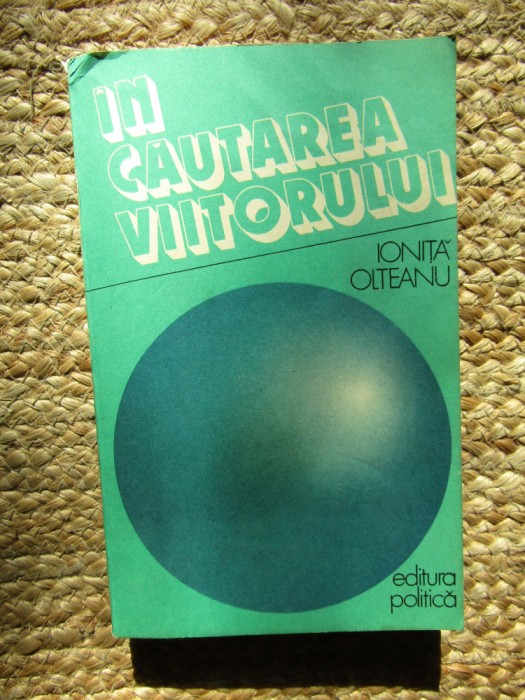 ÎN
CĂUTAREA
VIITORULUI
IONIȚĂ
OLTEANU
editura
politică